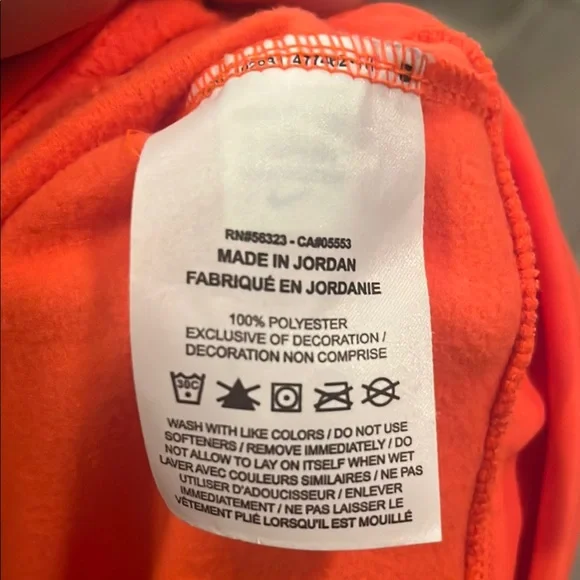 RN#56323 - CA#05553
MADE IN JORDAN
FABRIQUÉ EN JORDANIE
100% POLYESTER
EXCLUSIVE OF DECORATION /
DECORATION NON COMPRISE
30C
WASH WITH LIKE COLORS / DO NOT USE
SOFTENERS / REMOVE IMMEDIATELY / DO
NOT ALLOW TO LAY ON ITSELF WHEN WET
LAVER AVEC COULEURS SIMILAIRES / NE PAS
UTILISER D'ADOUCISSEUR / ENLEVER
IMMEDIATEMENT / NE PAS LAISSER LE
VÊTEMENT PLIÉ LORSQU'IL EST MOUILLÉ